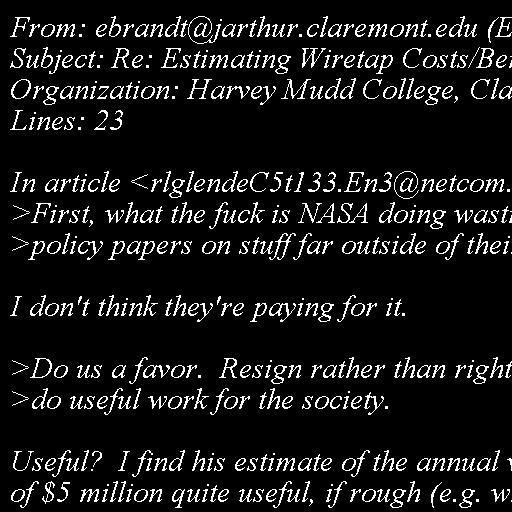 From: ebrandt@jarthur.claremont.edu (E
Subject: Re: Estimating Wiretap Costs/Be
Organization: Harvey Mudd College, Cla
Lines: 23

In article <rlglendeC5t133.En3@netcom.
>First, what the fuck is NASA doing wast
>policy papers on stuff far outside of thei

I don't think they're paying for it.

>Do us a favor.  Resign rather than right
>do useful work for the society.

Useful?  I find his estimate of the annual
of $5 million quite useful, if rough (e.g. w